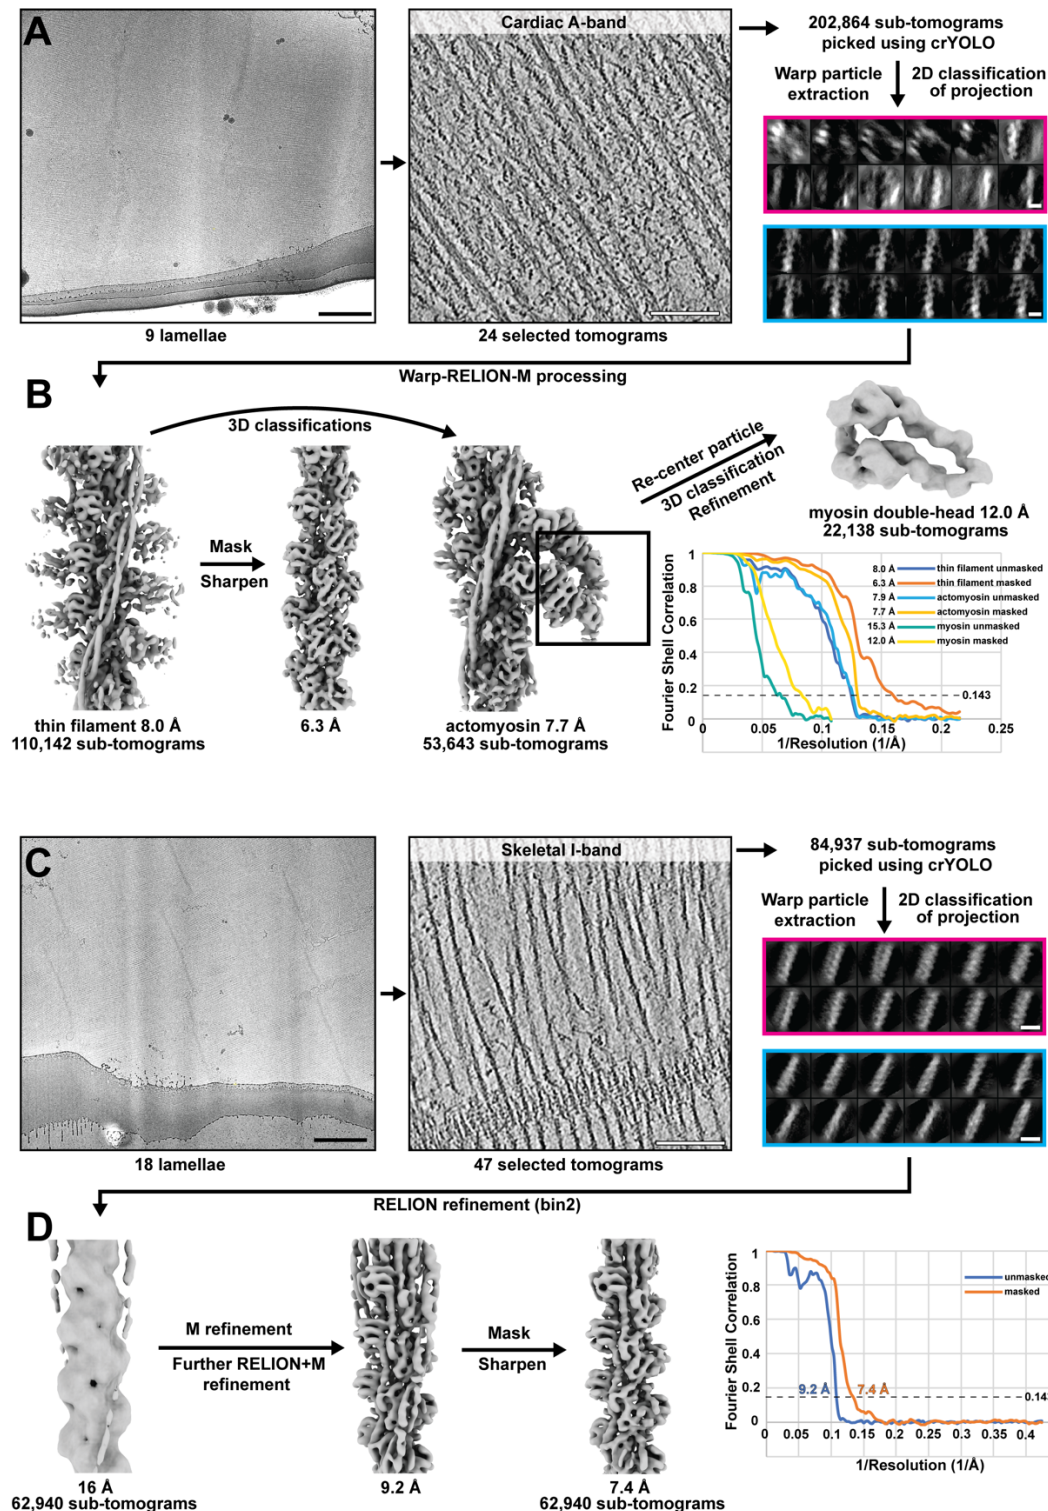 A
Cardiac A-band
202,864 sub-tomograms
picked using crYOLO
Warp particle
extraction
2D classification
of projection
9 lamellae
24 selected tomograms
Warp-RELION-M processing
B
3D classifications
Re-center particle
3D classification
Refinement
myosin double-head 12.0 Å
22,138 sub-tomograms
Mask
Sharpen
thin filament 8.0 Å
110,142 sub-tomograms
6.3 Å
actomyosin 7.7 Å
53,643 sub-tomograms
Fourier Shell Correlation
1
0.8
0.6
0.4
0.2
0
8.0 Å thin filament unmasked
6.3 Å thin filament masked
7.9 Å actomyosin unmasked
7.7 Å actomyosin masked
15.3 Å myosin unmasked
12.0 Å myosin masked
0.143
0 0.05 0.1 0.15 0.2 0.25
1/Resolution (1/Å)
C
Skeletal I-band
84,937 sub-tomograms
picked using crYOLO
Warp particle
extraction
2D classification
of projection
18 lamellae
47 selected tomograms
RELION refinement (bin2)
D
M refinement
Further RELION+M
refinement
Mask
Sharpen
16 Å
62,940 sub-tomograms
9.2 Å
7.4 Å
62,940 sub-tomograms
Fourier Shell Correlation
1
0.8
0.6
0.4
0.2
0
unmasked
masked
9.2 Å
7.4 Å
0.14
0 0.05 0.1 0.15 0.2 0.25 0.3 0.35 0.4
1/Resolution (1/Å)